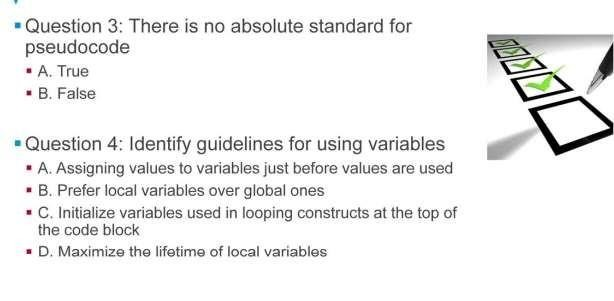 Question 3: There is no absolute standard for
pseudocode
A. True
B. False
Question 4: Identify guidelines for using variables
A. Assigning values to variables just before values are used
B. Prefer local variables over global ones
C. Initialize variables used in looping constructs at the top of
the code block
D. Maximize the lifetime of local variables